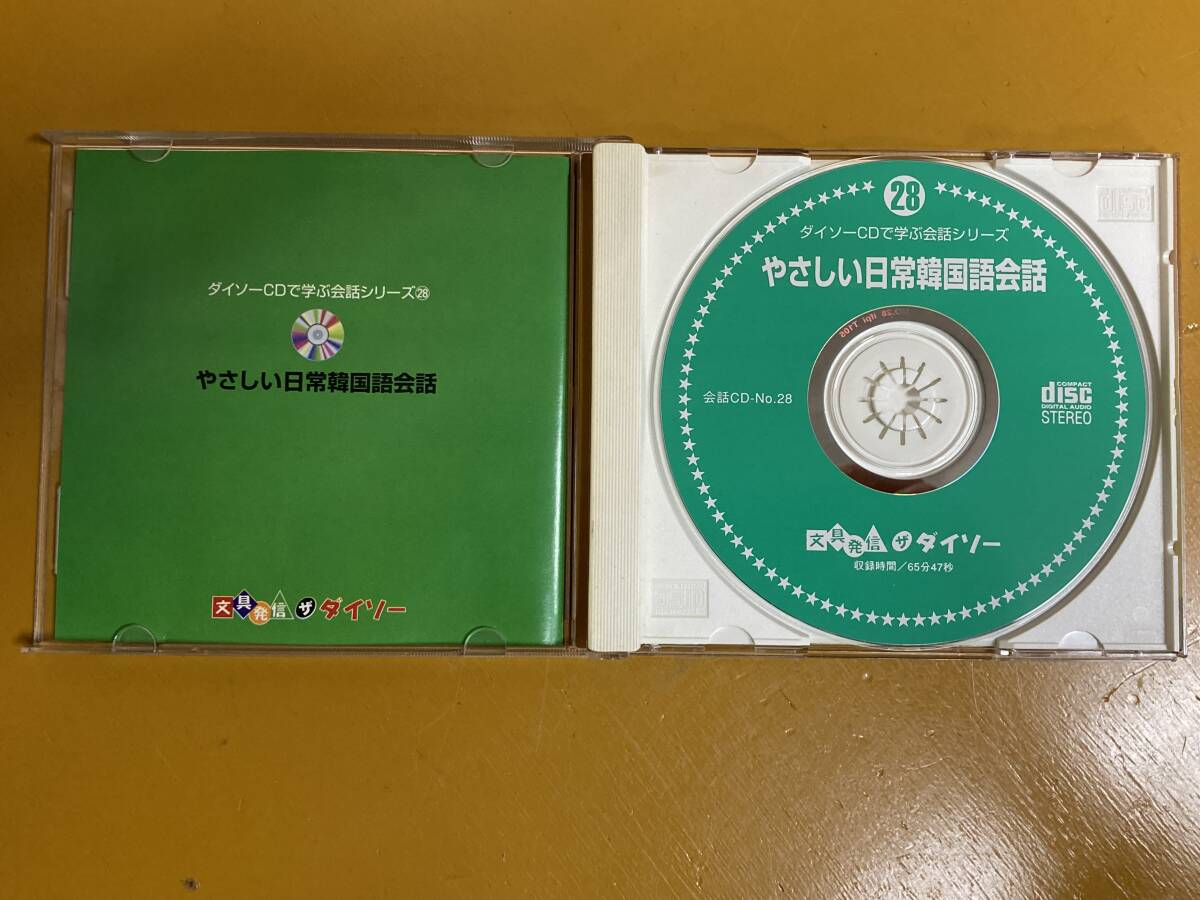 ダイソーCDで学ぶ会話シリーズ㉘
やさしい日常韓国語会話
文具発信 ザ ダイソー
28
ダイソーCDで学ぶ会話シリーズ
やさしい日常韓国語会話
会話CD-No.28
COMPACT
disc
DIGITAL AUDIO
STEREO
文具発信 ザ ダイソー
収録時間／65分47秒